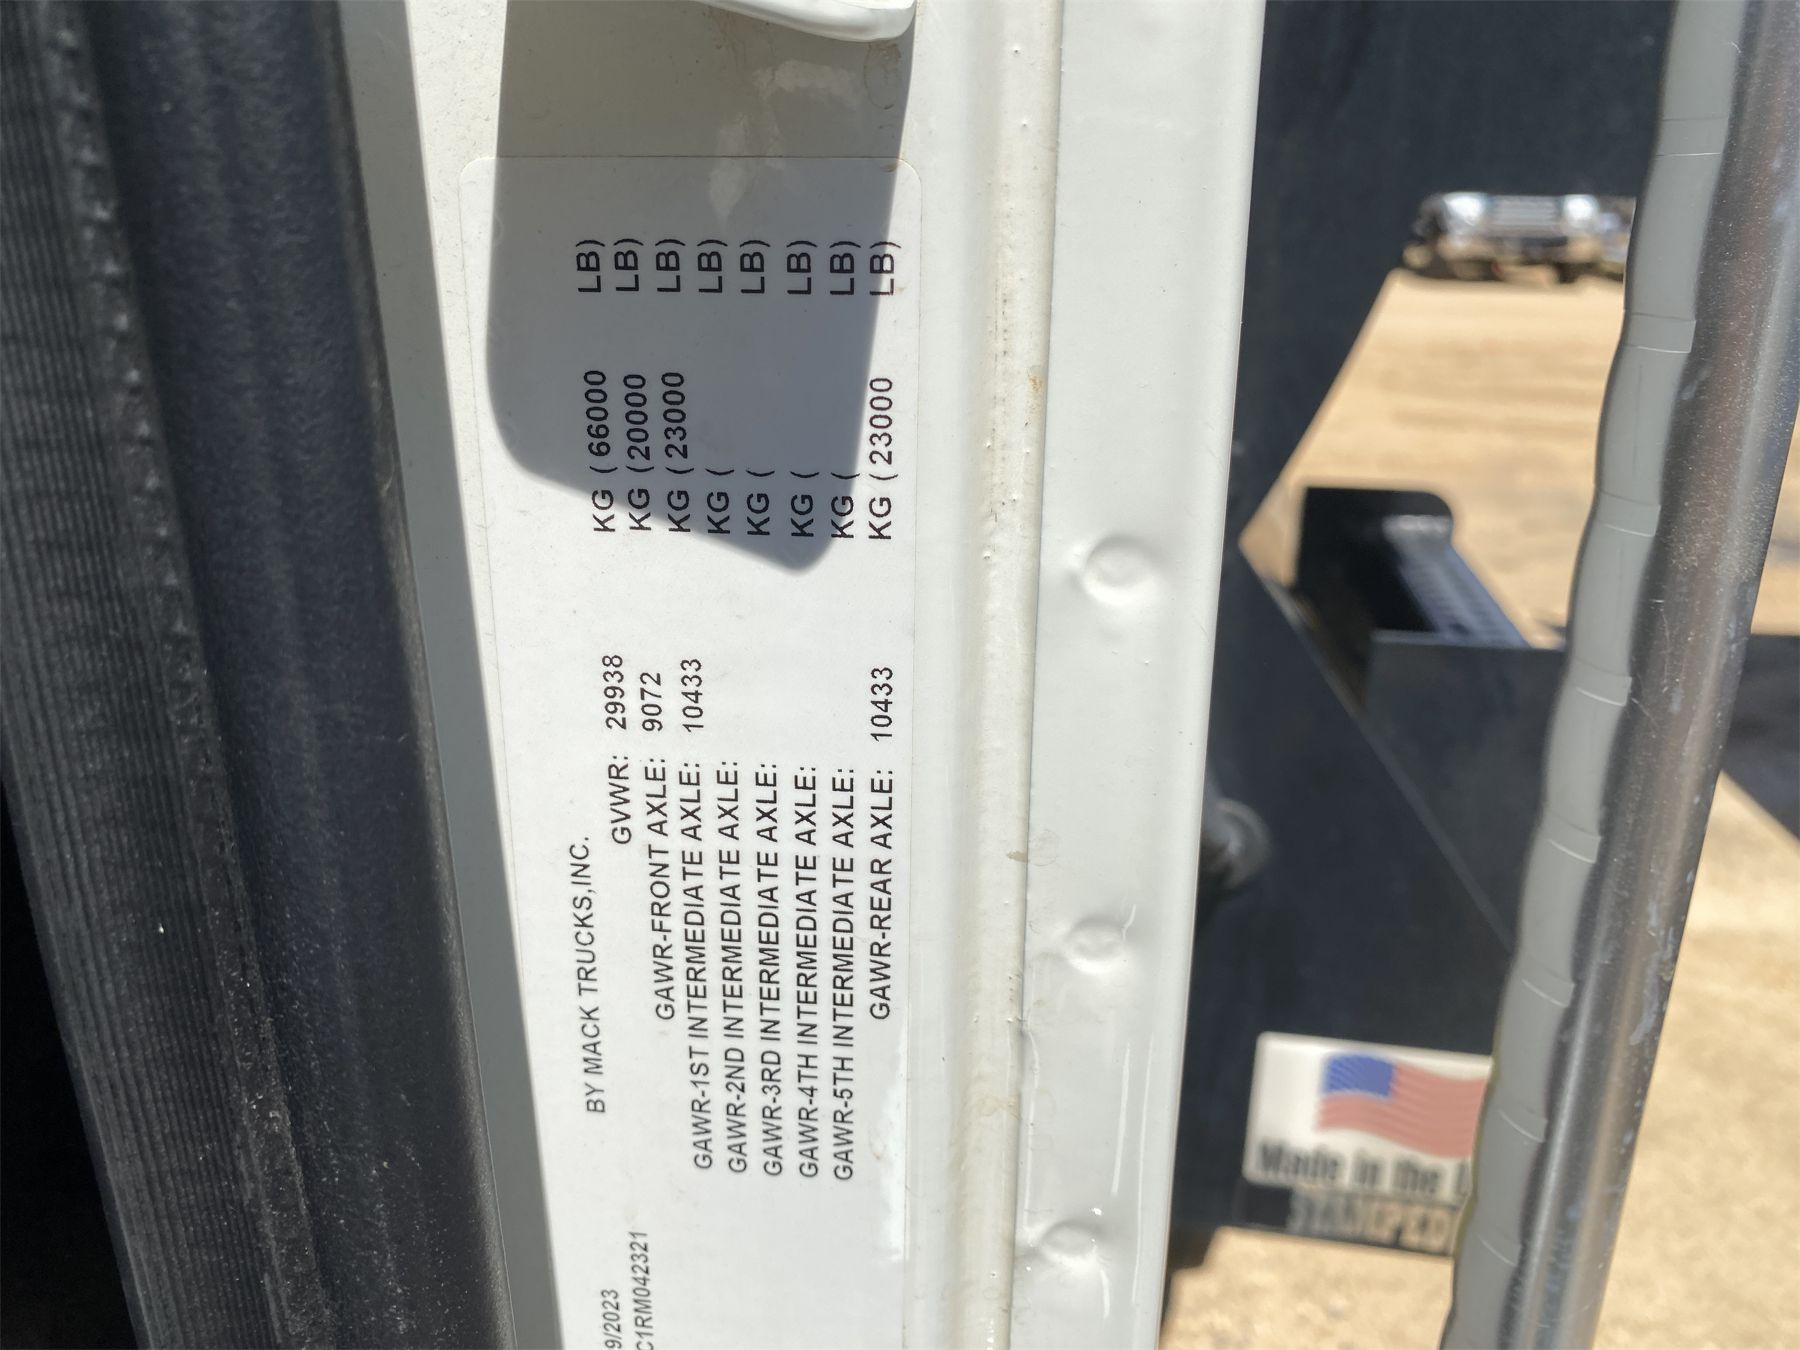 BY MACK TRUCKS,INC.
GVWR: 29938 KG ( 66000 LB)
GAWR-FRONT AXLE: 9072 KG (20000 LB)
GAWR-1ST INTERMEDIATE AXLE: 10433 KG ( 23000 LB)
GAWR-2ND INTERMEDIATE AXLE: KG ( LB)
GAWR-3RD INTERMEDIATE AXLE: KG ( LB)
GAWR-4TH INTERMEDIATE AXLE: KG ( LB)
GAWR-5TH INTERMEDIATE AXLE: KG ( LB)
GAWR-REAR AXLE: 10433 KG ( 23000 LB)
9/2023
C1RM042321
Made in the